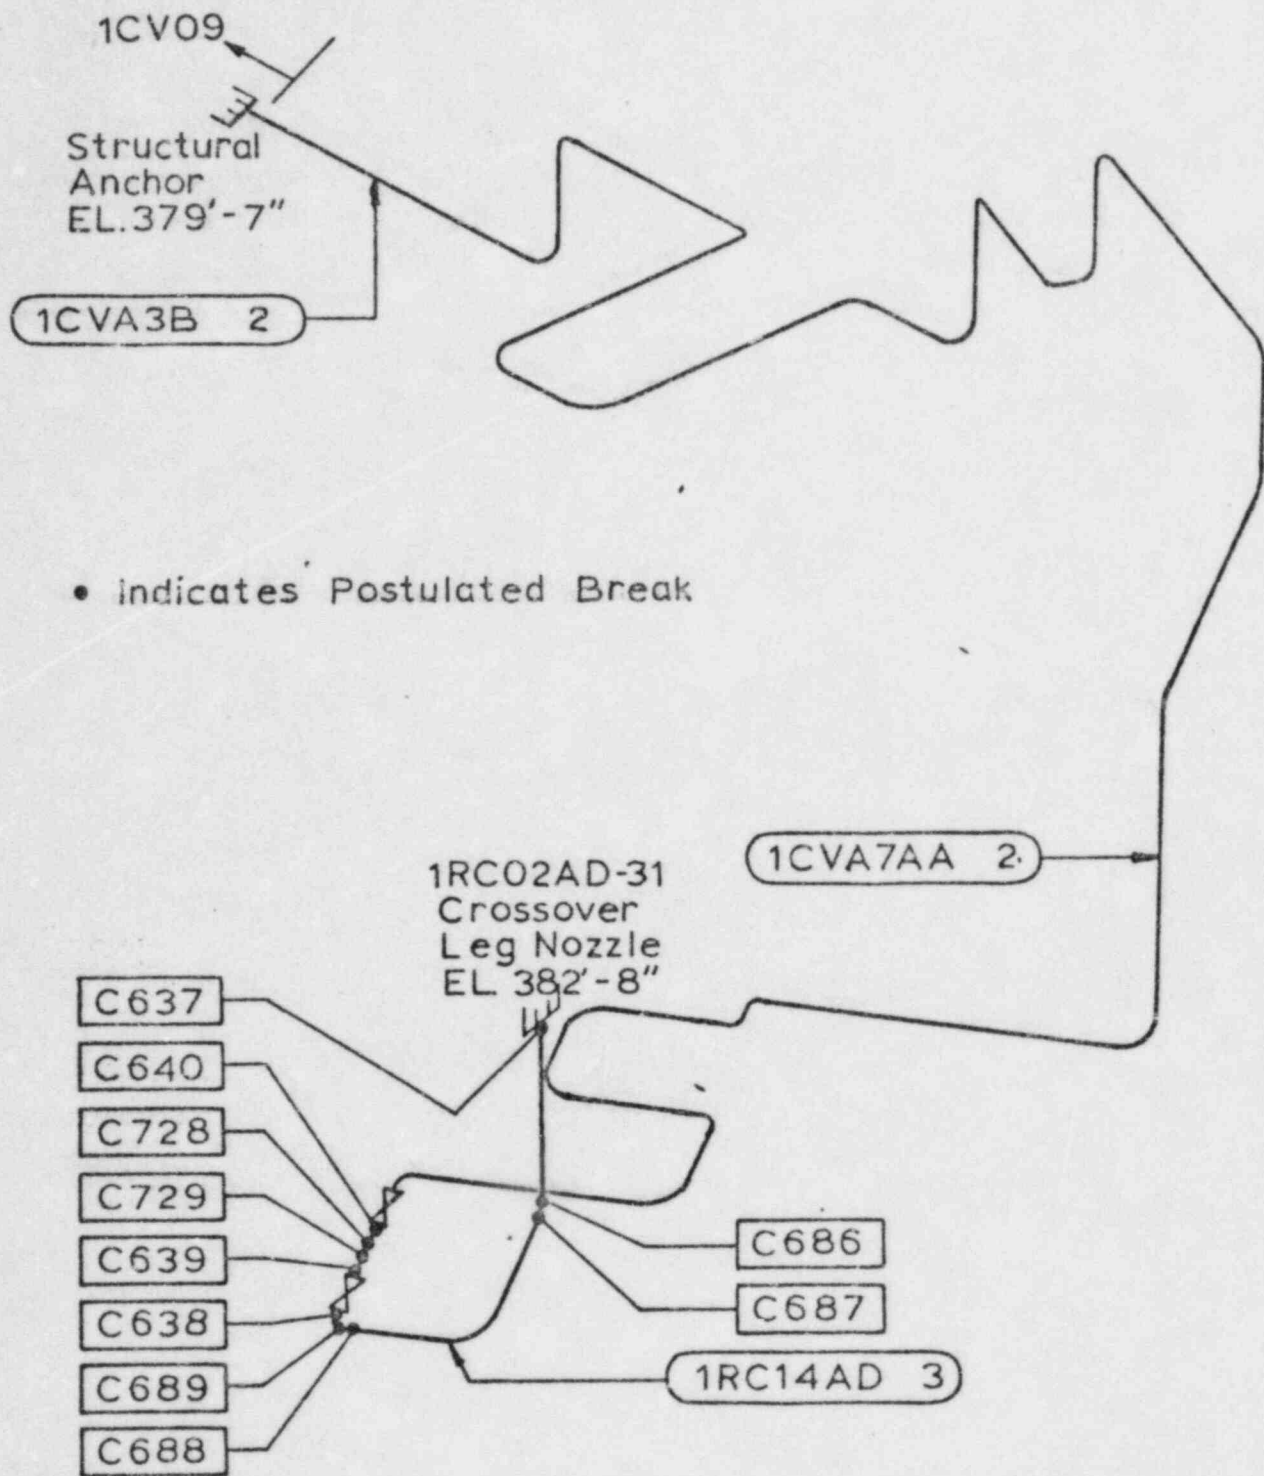 1CV09
Structural
Anchor
EL.379'-7"
1CVA3B 2
• indicates Postulated Break
1CVA7AA 2
1RC02AD-31
Crossover
Leg Nozzle
EL. 382'-8"
C637
C640
C728
C729
C639
C638
C689
C688
C686
C687
1RC14AD 3